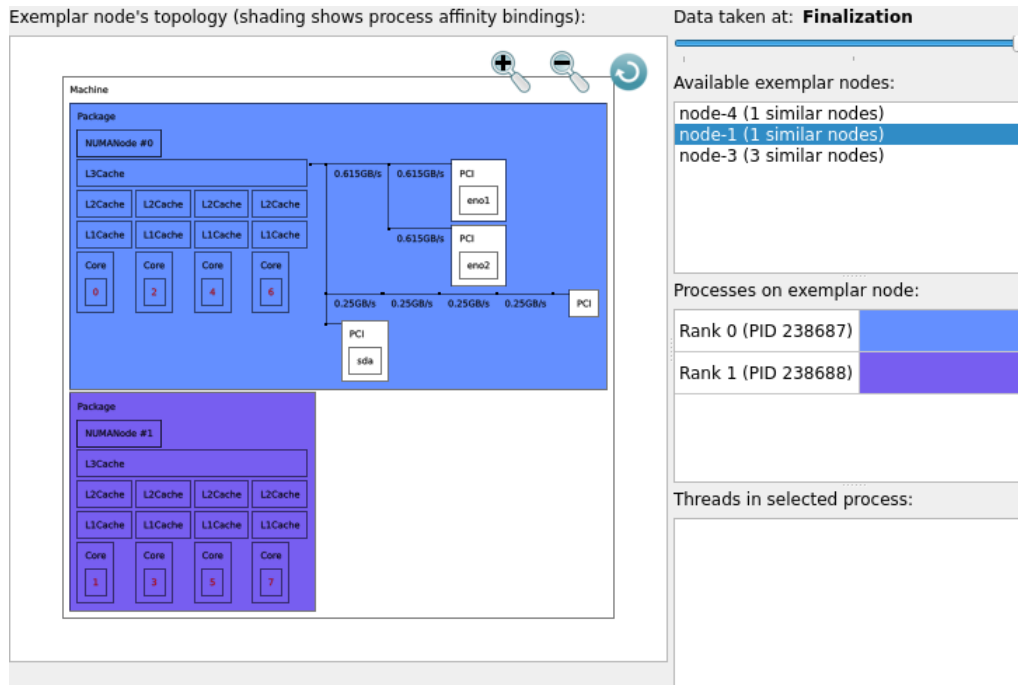 Exemplar node's topology (shading shows process affinity bindings):
Machine
Package
NUMANode #0
L3Cache
L2Cache L2Cache L2Cache L2Cache
L1Cache L1Cache L1Cache L1Cache
Core Core Core Core
0 2 4 6
0.615GB/s 0.615GB/s PCI
eno1
0.615GB/s PCI
eno2
0.25GB/s 0.25GB/s 0.25GB/s 0.25GB/s PCI
PCI
sda
Package
NUMANode #1
L3Cache
L2Cache L2Cache L2Cache L2Cache
L1Cache L1Cache L1Cache L1Cache
Core Core Core Core
1 3 5 7
Data taken at: Finalization
Available exemplar nodes:
node-4 (1 similar nodes)
node-1 (1 similar nodes)
node-3 (3 similar nodes)
Processes on exemplar node:
Rank 0 (PID 238687)
Rank 1 (PID 238688)
Threads in selected process: